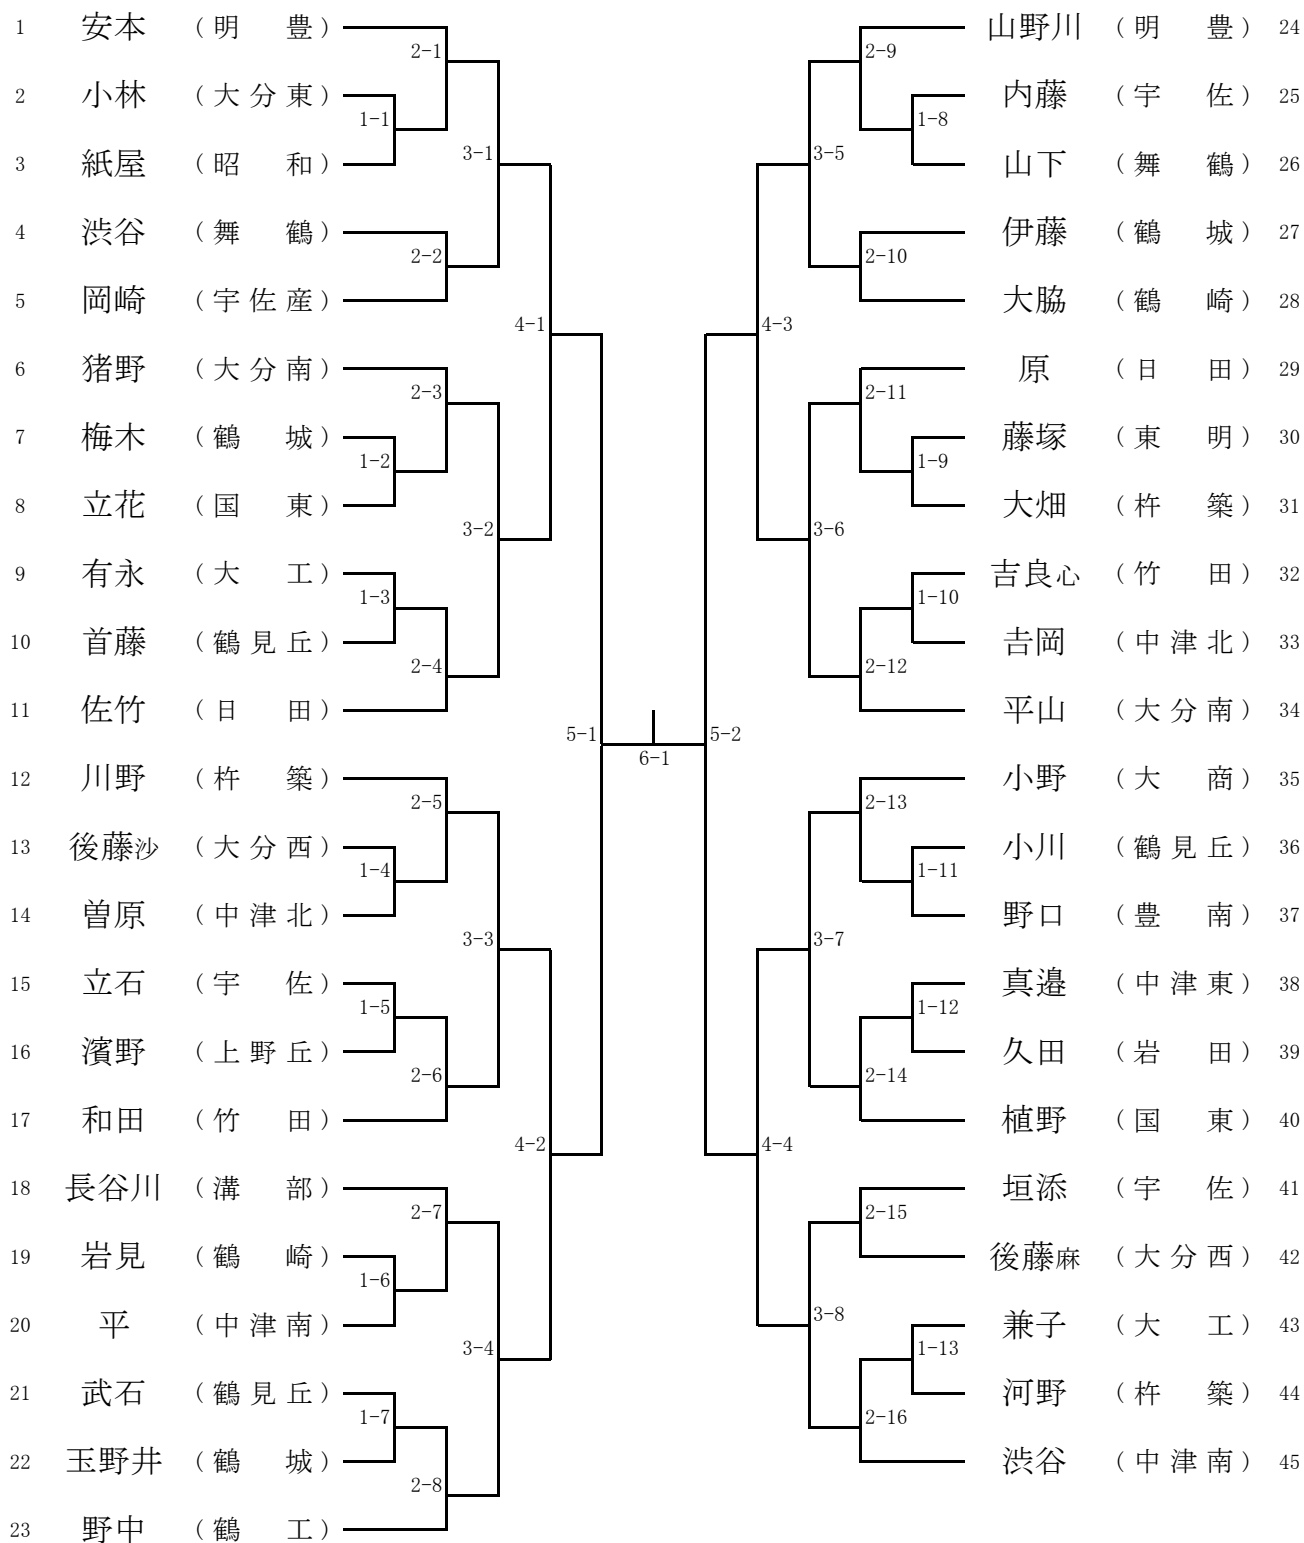 1 安本 （明 豊）
2-1
2 小林 （大分東）
1-1
3 紙屋 （昭 和）
3-1
4 渋谷 （舞 鶴）
2-2
5 岡崎 （宇佐産）
4-1
6 猪野 （大分南）
2-3
7 梅木 （鶴 城）
1-2
8 立花 （国 東）
3-2
9 有永 （大 工）
1-3
10 首藤 （鶴見丘）
2-4
11 佐竹 （日 田）
5-1
12 川野 （杵 築）
2-5
13 後藤沙 （大分西）
1-4
14 曽原 （中津北）
3-3
15 立石 （宇 佐）
1-5
16 濱野 （上野丘）
2-6
17 和田 （竹 田）
4-2
18 長谷川 （溝 部）
2-7
19 岩見 （鶴 崎）
1-6
20 平 （中津南）
3-4
21 武石 （鶴見丘）
1-7
22 玉野井 （鶴 城）
2-8
23 野中 （鶴 工）
6-1
山野川 （明 豊） 24
2-9
内藤 （宇 佐） 25
1-8
山下 （舞 鶴） 26
3-5
伊藤 （鶴 城） 27
2-10
大脇 （鶴 崎） 28
4-3
原 （日 田） 29
2-11
藤塚 （東 明） 30
1-9
大畑 （杵 築） 31
3-6
吉良心 （竹 田） 32
1-10
𠮷岡 （中津北） 33
2-12
平山 （大分南） 34
5-2
小野 （大 商） 35
2-13
小川 （鶴見丘） 36
1-11
野口 （豊 南） 37
3-7
真邉 （中津東） 38
1-12
久田 （岩 田） 39
2-14
植野 （国 東） 40
4-4
垣添 （宇 佐） 41
2-15
後藤麻 （大分西） 42
3-8
兼子 （大 工） 43
1-13
河野 （杵 築） 44
2-16
渋谷 （中津南） 45